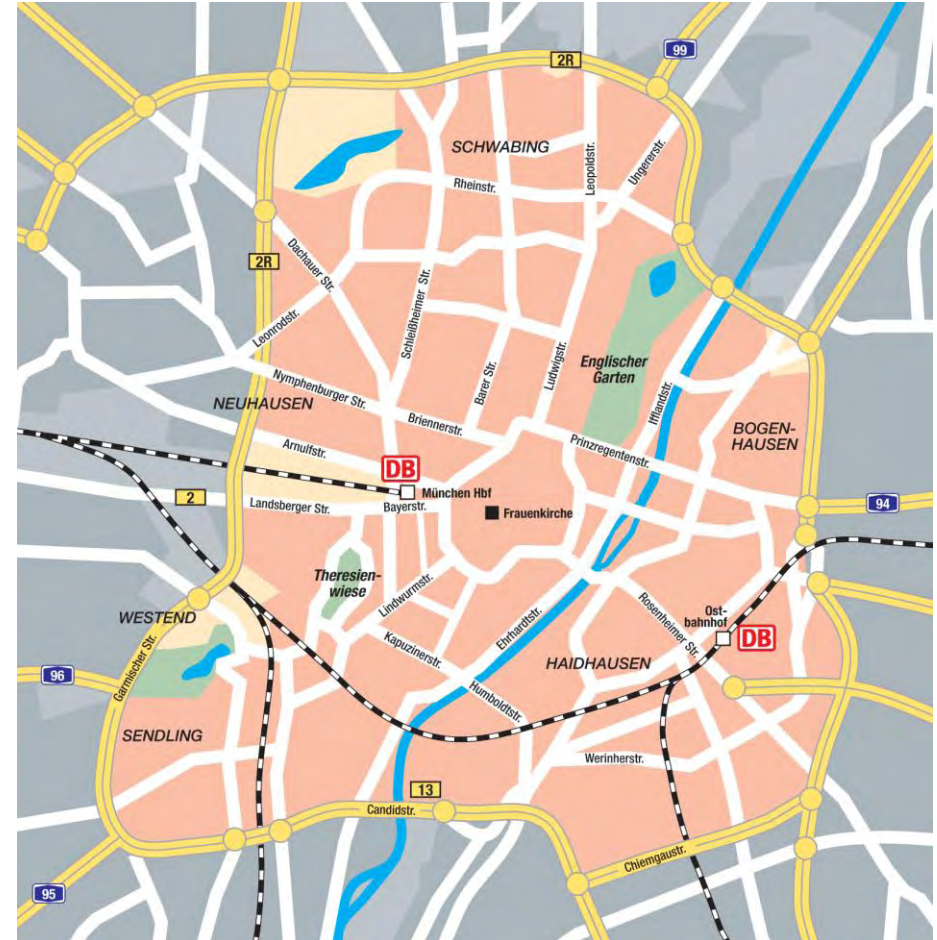 99
2R
SCHWABING
Leopoldstr.
Ungererstr.
Rheinstr.
2R
Dachauer Str.
Schleißheimer Str.
Leonrodstr.
Englischer
Garten
Ludwigstr.
Barer Str.
Ifflandstr.
Nymphenburger Str.
NEUHAUSEN
Briennerstr.
BOGEN-
HAUSEN
Prinzregentenstr.
Arnulfstr.
DB
München Hbf
2
Landsberger Str.
Bayerstr.
Frauenkirche
94
Theresien-
wiese
Lindwurmstr.
Rosenheimer Str.
Ost-
bahnhof
DB
WESTEND
Ehrhardtstr.
Kapuzinerstr.
HAIDHAUSEN
96
Garmischer Str.
Humboldtstr.
SENDLING
Werinherstr.
13
Candidstr.
Chiemgaustr.
95